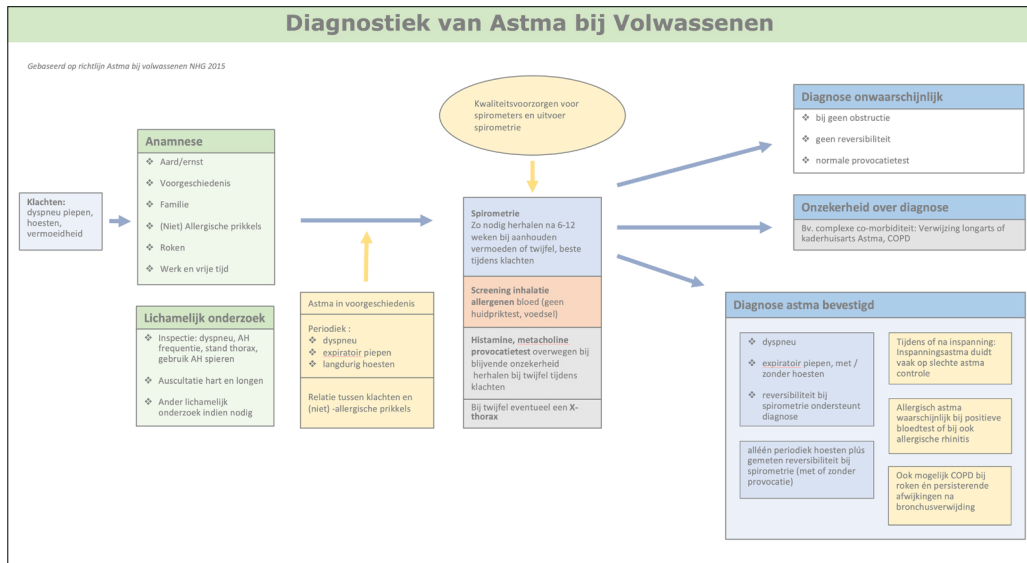 Diagnostiek van Astma bij Volwassenen
Gebaseerd op richtlijn Astma bij volwassenen NHG 2015
Klachten:
dyspneu piepen,
hoesten,
vermoeidheid
Anamnese
❖ Aard/ernst
❖ Voorgeschiedenis
❖ Familie
❖ (Niet) Allergische prikkels
❖ Roken
❖ Werk en vrije tijd
Lichamelijk onderzoek
❖ Inspectie: dyspneu, AH
frequentie, stand thorax,
gebruik AH spieren
❖ Auscultatie hart en longen
❖ Ander lichamelijk
onderzoek indien nodig
Astma in voorgeschiedenis
Periodiek :
❖ dyspneu
❖ expiratoir piepen
❖ langdurig hoesten
Relatie tussen klachten en
(niet) -allergische prikkels
Kwaliteitsvoorzorgen voor
spirometers en uitvoer
spirometrie
Spirometrie
Zo nodig herhalen na 6-12
weken bij aanhouden
vermoeden of twijfel, beste
tijdens klachten
Screening inhalatie
allergenen bloed (geen
huidpriktest, voedsel)
Histamine, metacholine
provocatietest overwegen bij
blijvende onzekerheid
herhalen bij twijfel tijdens
klachten
Bij twijfel eventueel een X-
thorax
Diagnose onwaarschijnlijk
❖ bij geen obstructie
❖ geen reversibiliteit
❖ normale provocatietest
Onzekerheid over diagnose
Bv. complexe co-morbiditeit: Verwijzing longarts of
kaderhuisarts Astma, COPD
Diagnose astma bevestigd
❖ dyspneu
❖ expiratoir piepen, met /
zonder hoesten
❖ reversibiliteit bij
spirometrie ondersteunt
diagnose
alléén periodiek hoesten plús
gemeten reversibiliteit bij
spirometrie (met of zonder
provocatie)
Tijdens of na inspanning:
Inspanningsastma duidt
vaak op slechte astma
controle
Allergisch astma
waarschijnlijk bij positieve
bloedtest of bij ook
allergische rhinitis
Ook mogelijk COPD bij
roken én persisterende
afwijkingen na
bronchusverwijding